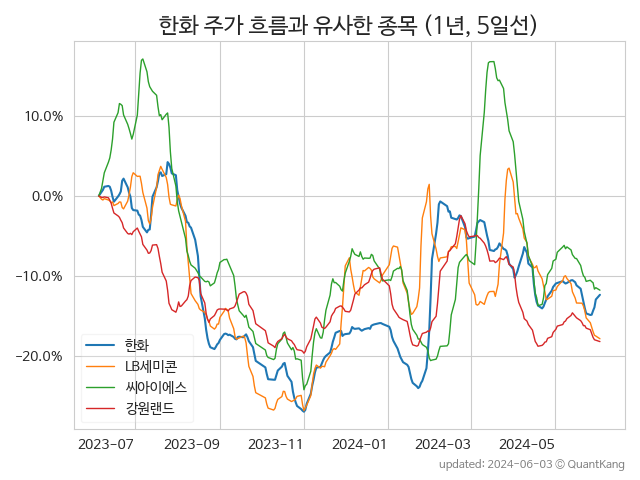 한화 주가 흐름과 유사한 종목 (1년, 5일선)
10.0%
0.0%
−10.0%
−20.0%
한화
LB세미콘
씨아이에스
강원랜드
2023-07 2023-09 2023-11 2024-01 2024-03 2024-05
updated: 2024-06-03 © QuantKang